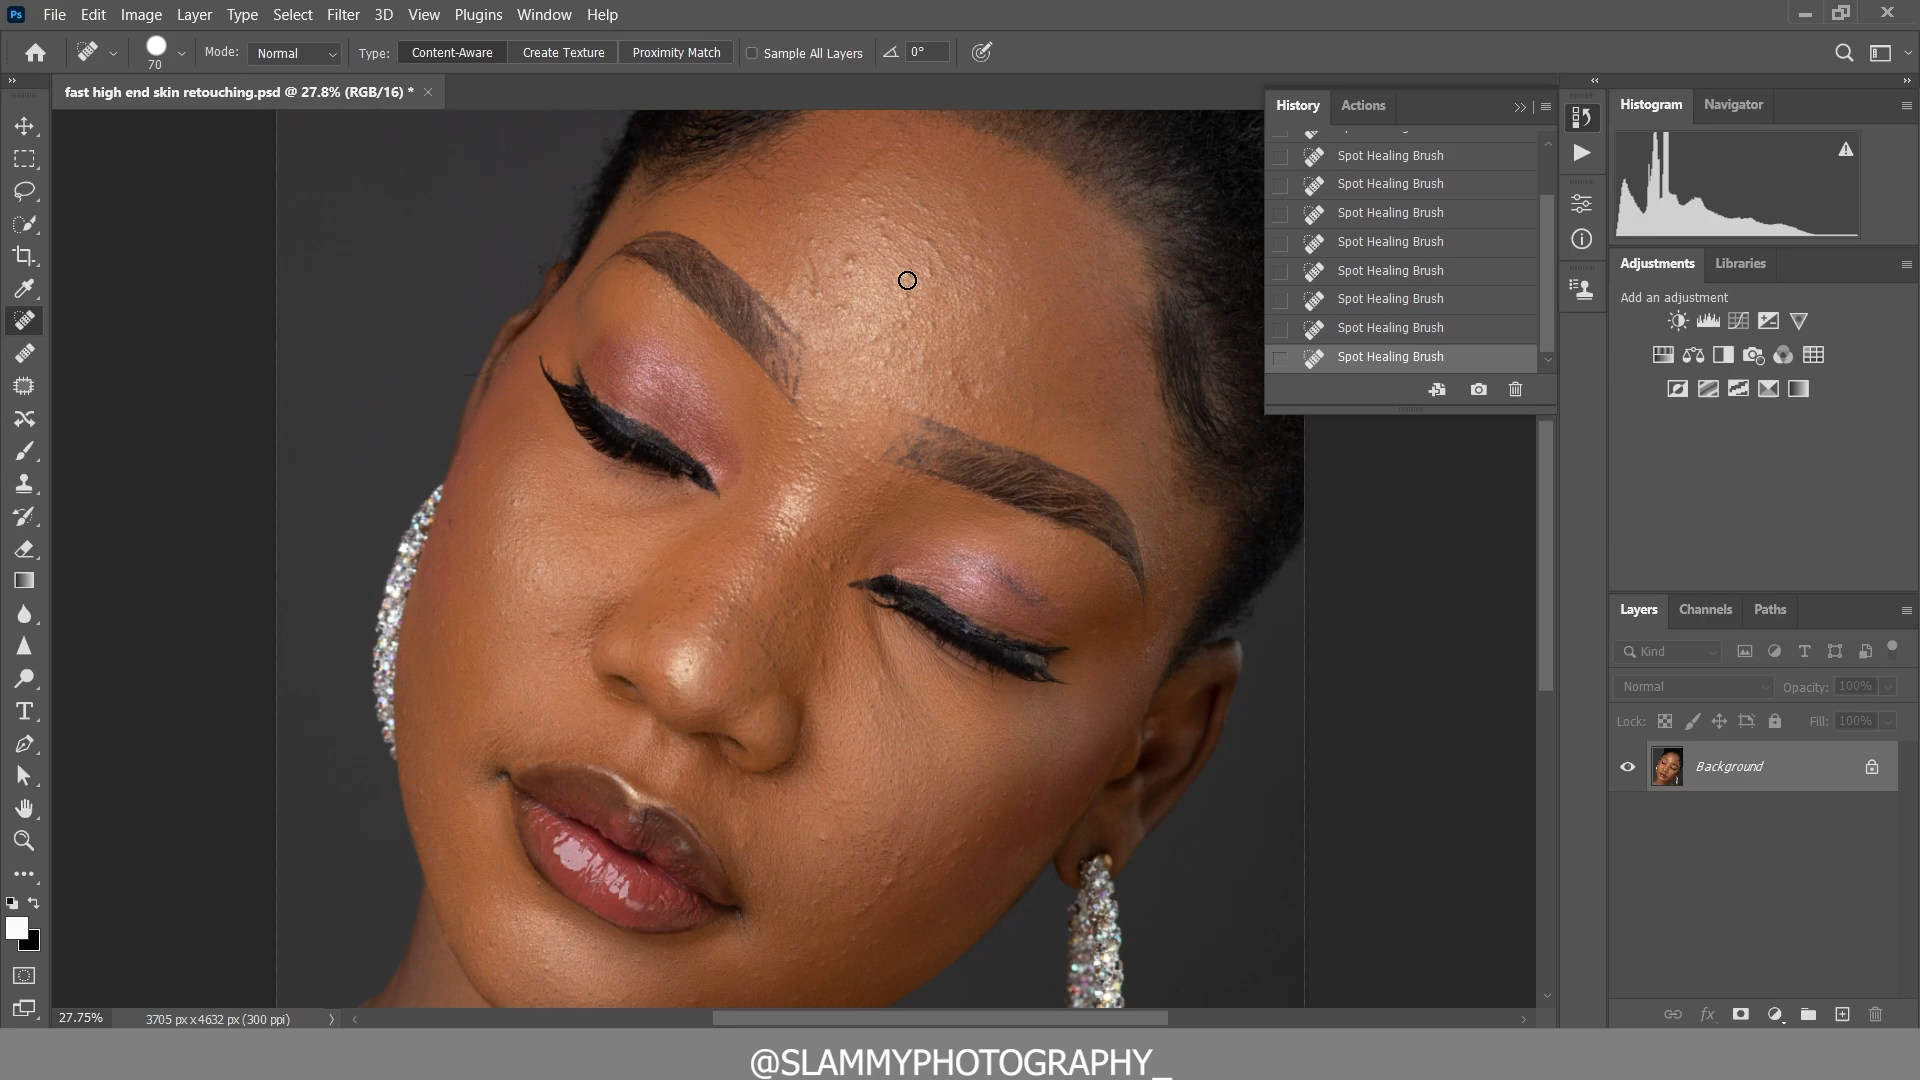 Ps File Edit Image Layer Type Select Filter 3D View Plugins Window Help
70 Mode: Normal Type: Content-Aware Create Texture Proximity Match Sample All Layers 0°
fast high end skin retouching.psd @ 27.8% (RGB/16) *
History Actions
Spot Healing Brush
Spot Healing Brush
Spot Healing Brush
Spot Healing Brush
Spot Healing Brush
Spot Healing Brush
Spot Healing Brush
Spot Healing Brush
Histogram Navigator
Adjustments Libraries
Add an adjustment
Layers Channels Paths
Kind
Normal Opacity: 100%
Lock: Fill: 100%
Background
27.75% 3705 px x 4632 px (300 ppi)
@SLAMMYPHOTOGRAPHY_